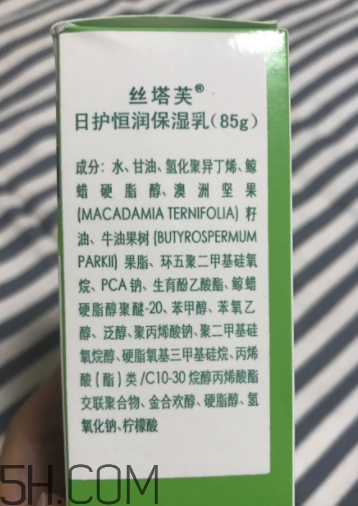 丝塔芙®
日护恒润保湿乳(85g)
成分:水、甘油、氢化聚异丁烯、鲸
蜡硬脂醇、澳洲坚果
(MACADAMIA TERNIFOLIA)籽
油、牛油果树(BUTYROSPERMUM
PARKII)果脂、环五聚二甲基硅氧
烷、PCA钠、生育酚乙酸酯、鲸蜡
硬脂醇聚醚-20、苯甲醇、苯氧乙
醇、泛醇、聚丙烯酸钠、聚二甲基硅
氧烷醇、硬脂氧基三甲基硅烷、丙烯
酸(酯)类/C10-30烷醇丙烯酸酯
交联聚合物、金合欢醇、硬脂醇、氢
氧化钠、柠檬酸
5H.COM